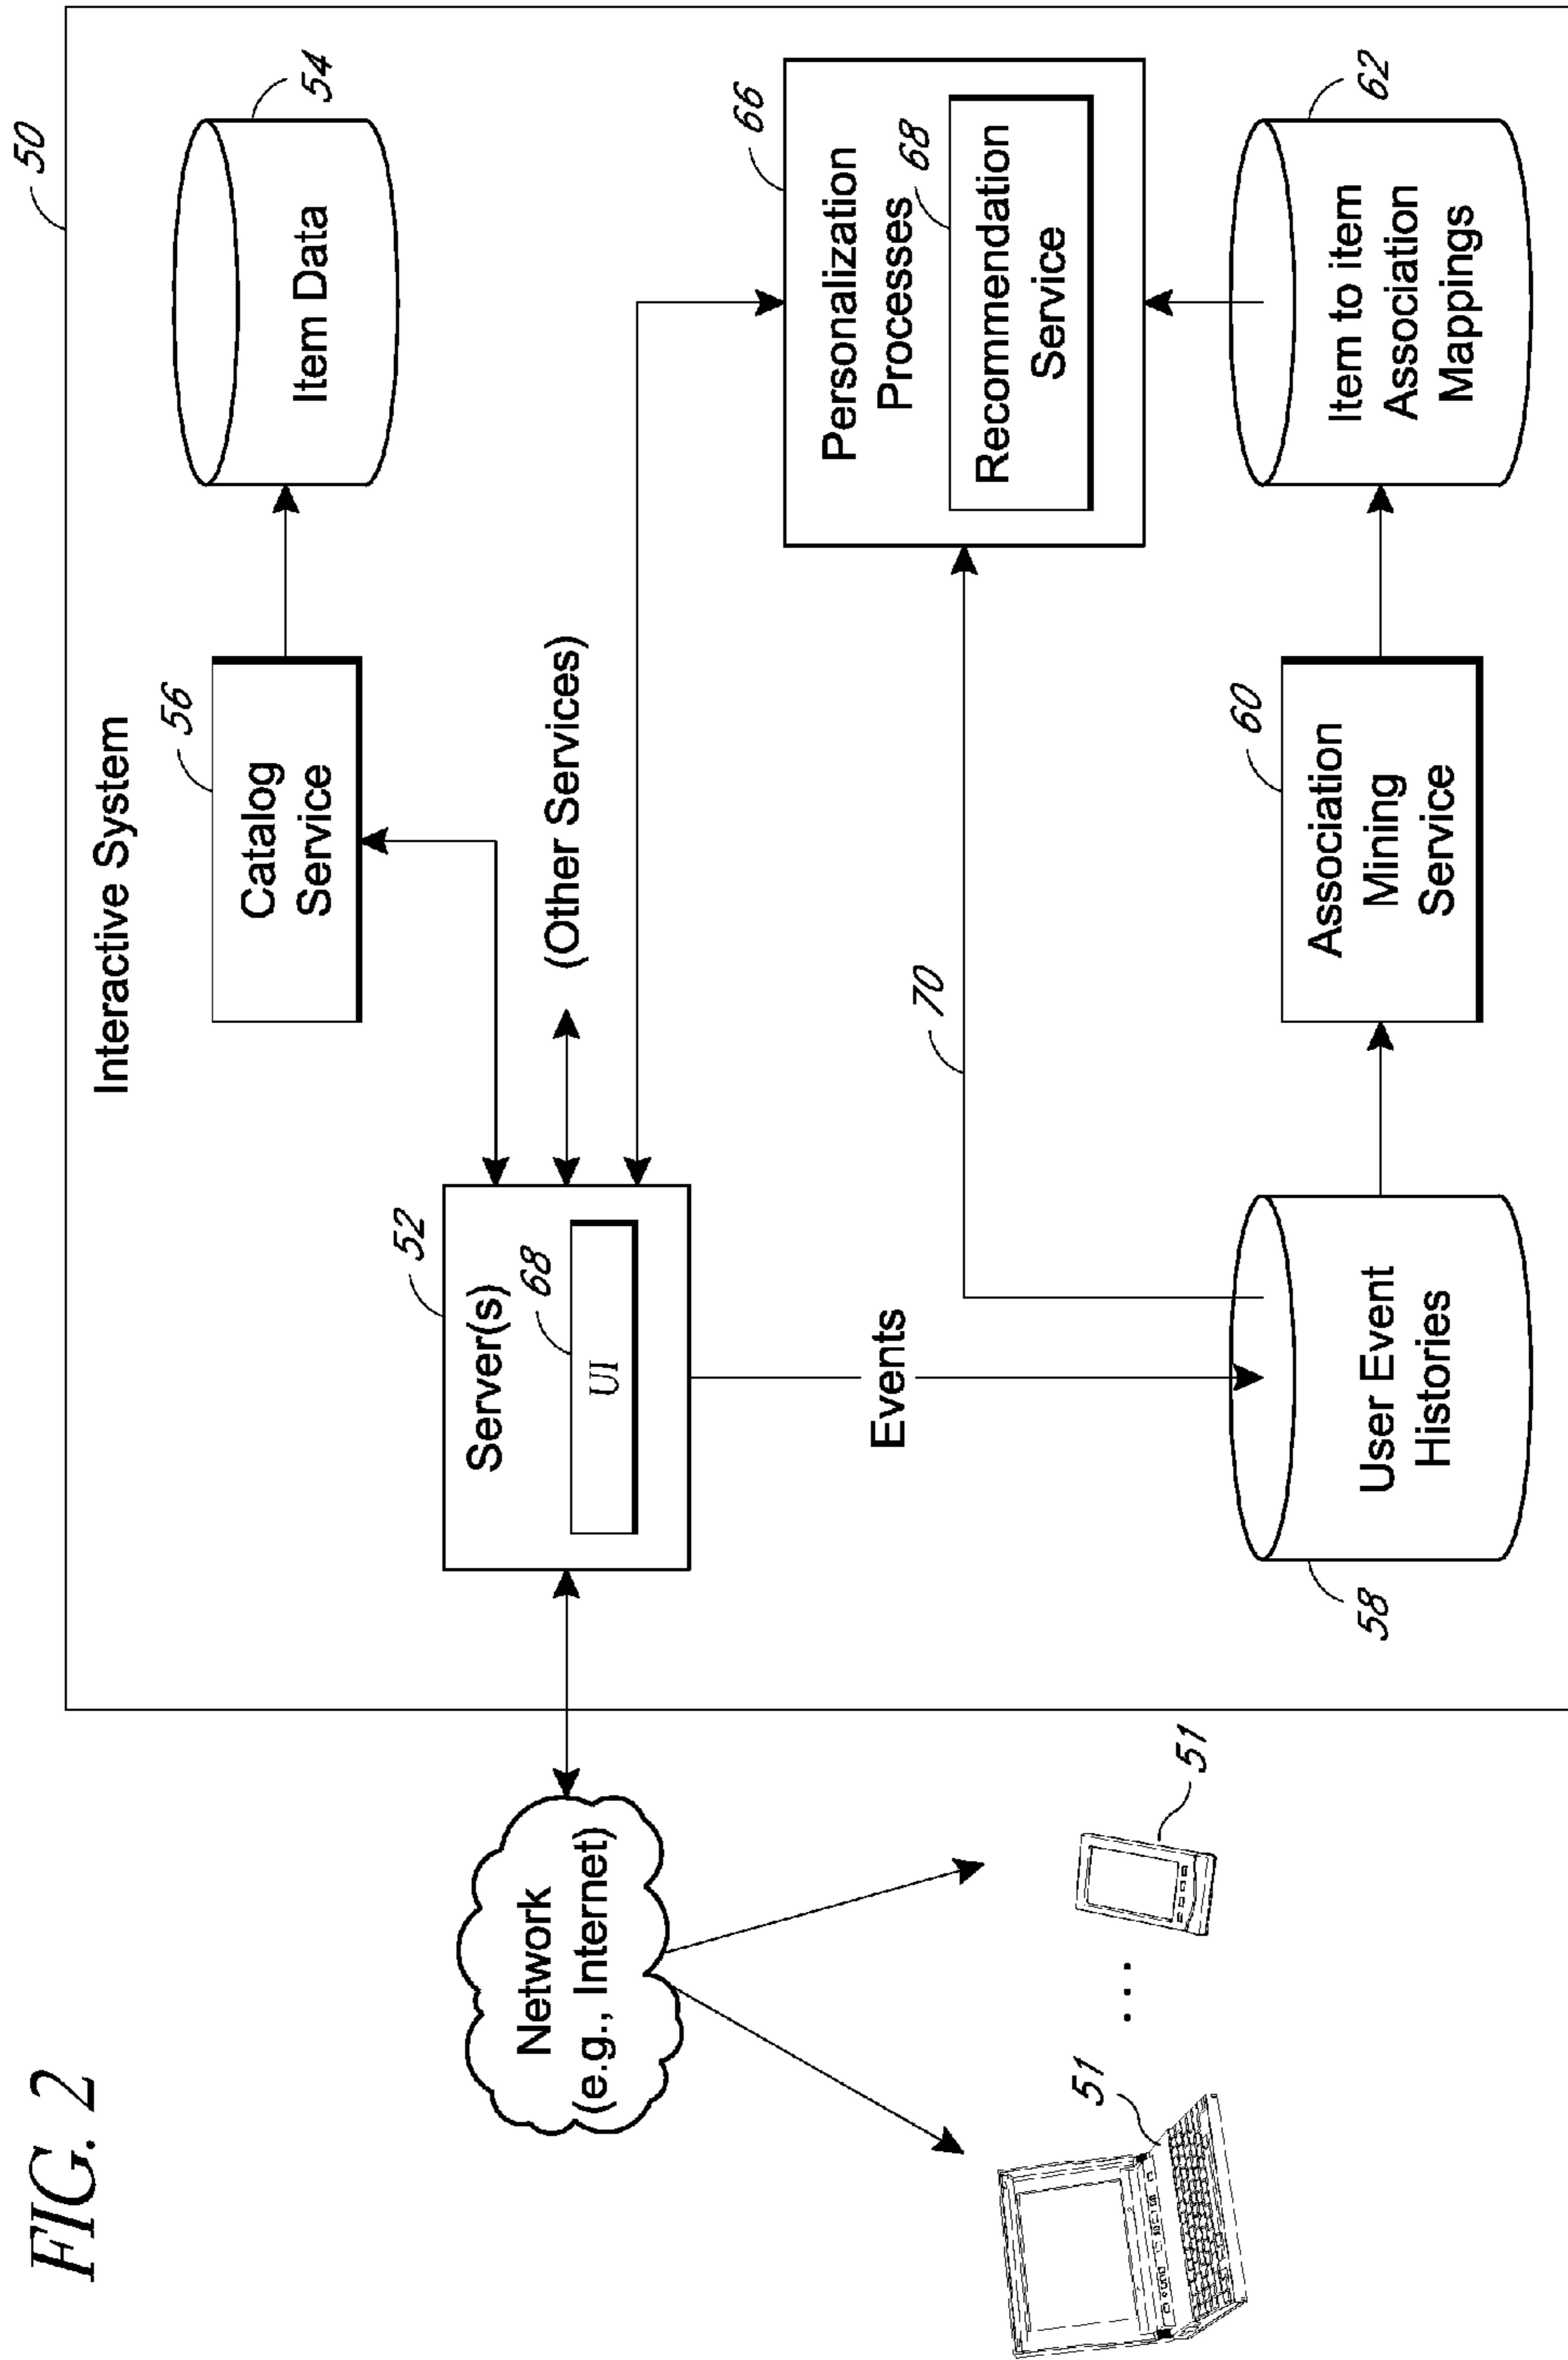 FIG. 2
50
Interactive System
56
Catalog
Service
54
Item Data
52
Server(s)
68
UI
(Other Services)
Network
(e.g., Internet)
66
Personalization
Processes
68
Recommendation
Service
Events
70
51
51
...
58
User Event
Histories
60
Association
Mining
Service
62
Item to item
Association
Mappings